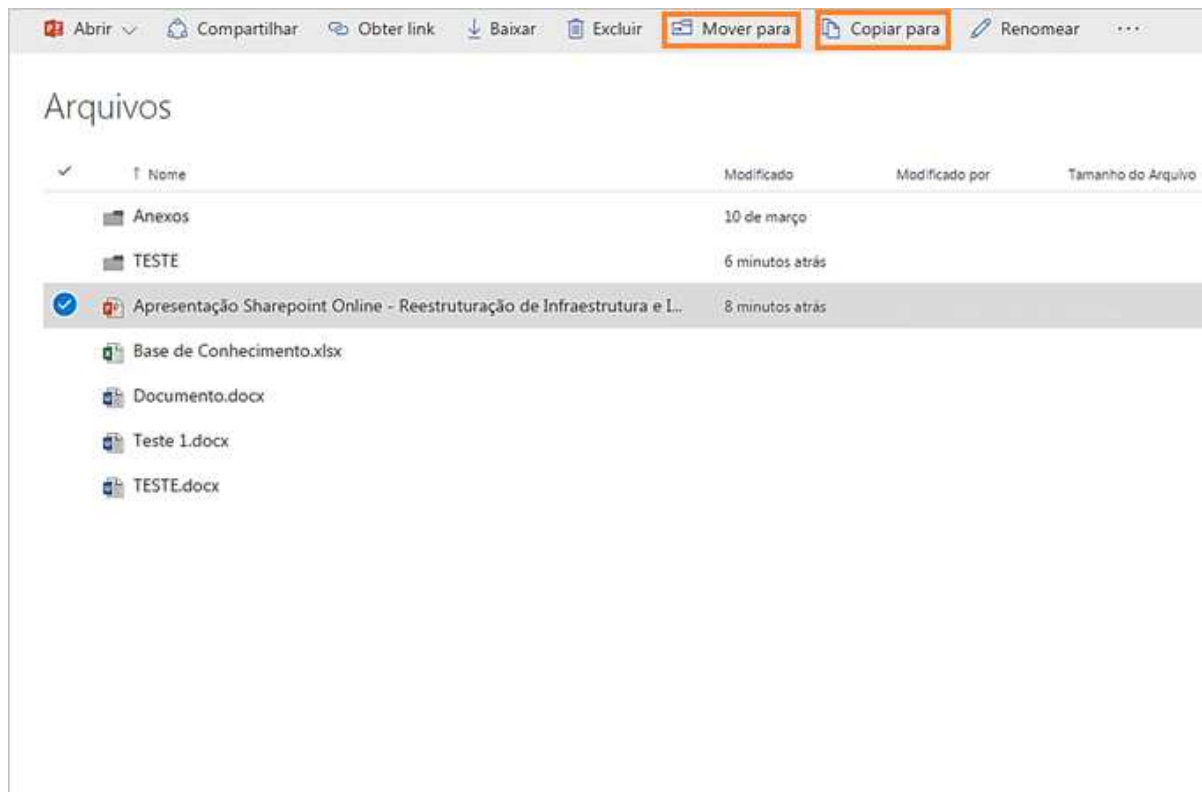 Abrir Compartilhar Obter link Baixar Excluir Mover para Copiar para Renomear ...
Arquivos
Nome Modificado Modificado por Tamanho do Arquivo
Anexos 10 de março
TESTE 6 minutos atrás
Apresentação Sharepoint Online - Reestruturação de Infraestrutura e I... 8 minutos atrás
Base de Conhecimento.xlsx
Documento.docx
Teste 1.docx
TESTE.docx